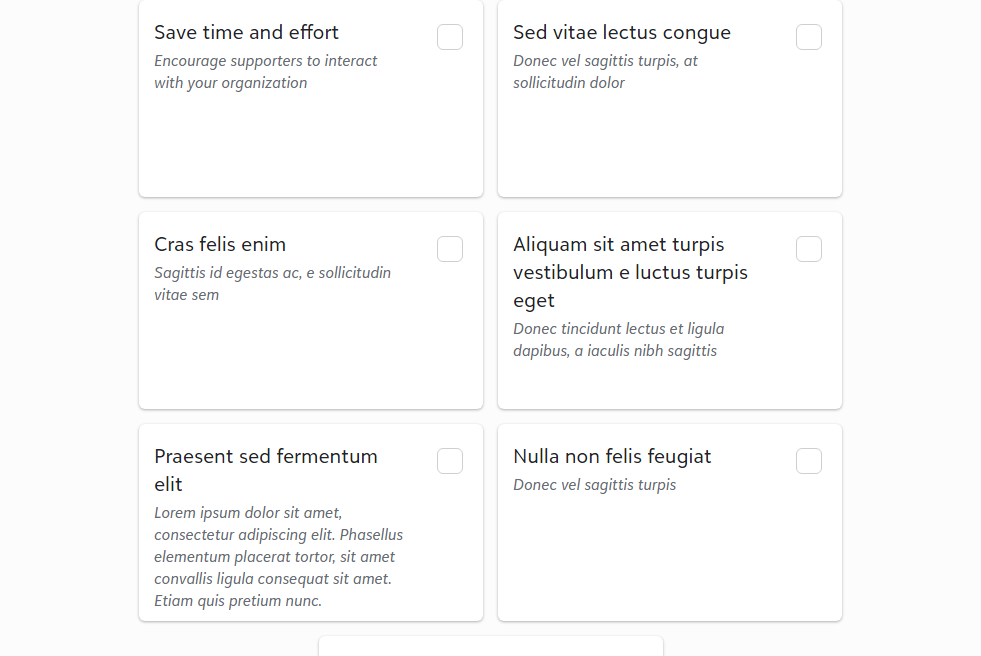 Save time and effort
Encourage supporters to interact
with your organization
Sed vitae lectus congue
Donec vel sagittis turpis, at
sollicitudin dolor
Cras felis enim
Sagittis id egestas ac, e sollicitudin
vitae sem
Aliquam sit amet turpis
vestibulum e luctus turpis
eget
Donec tincidunt lectus et ligula
dapibus, a iaculis nibh sagittis
Praesent sed fermentum
elit
Lorem ipsum dolor sit amet,
consectetur adipiscing elit. Phasellus
elementum placerat tortor, sit amet
convallis ligula consequat sit amet.
Etiam quis pretium nunc.
Nulla non felis feugiat
Donec vel sagittis turpis